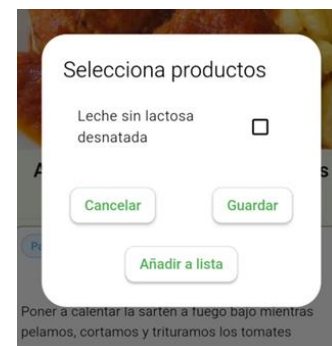 Selecciona productos
Leche sin lactosa
desnatada
Cancelar
Guardar
Añadir a lista
Poner a calentar la sartén a fuego bajo mientras
pelamos, cortamos y trituramos los tomates